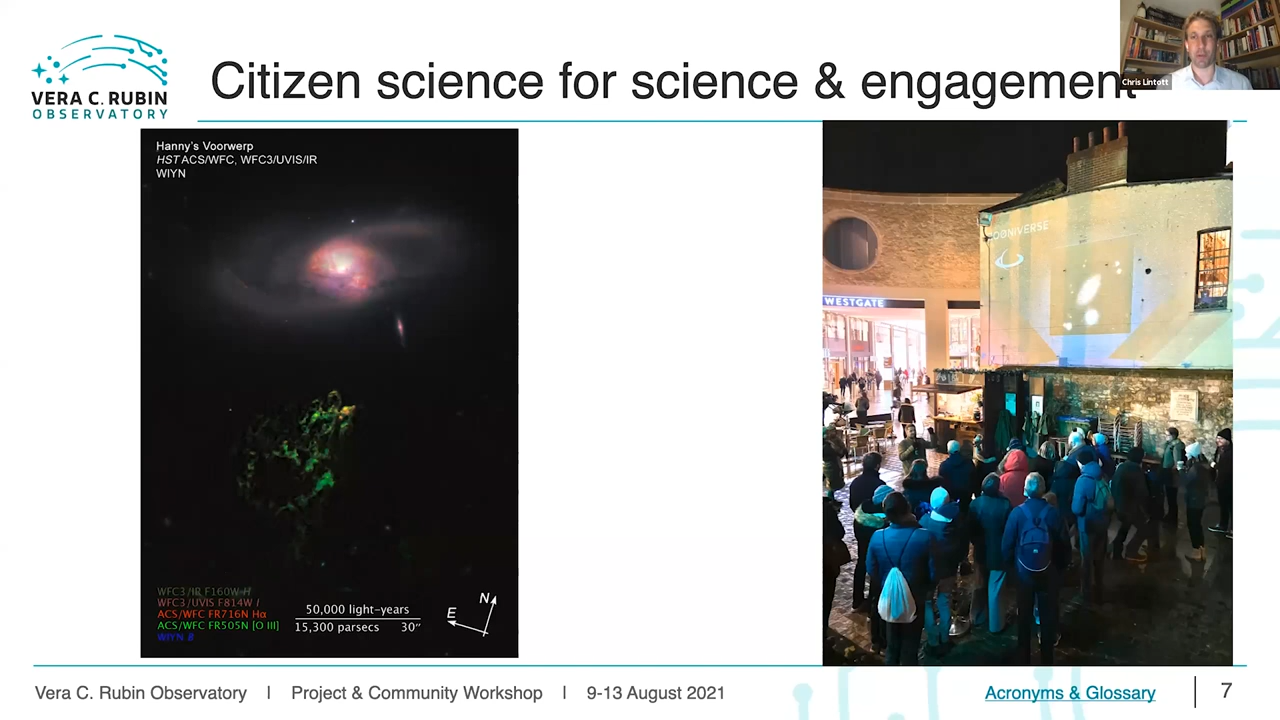 VERA C. RUBIN
OBSERVATORY
Citizen science for science & engagement
Chris Lintott
Hanny's Voorwerp
HST ACS/WFC, WFC3/UVIS/IR
WIYN
WFC3/IR F160W H
WFC3/UVIS F814W I
ACS/WFC FR716N Hα
ACS/WFC FR505N [O III]
WIYN B
50,000 light-years
15,300 parsecs 30"
N
E
OONIVERSE
WESTGATE
Vera C. Rubin Observatory I Project & Community Workshop I 9-13 August 2021
Acronyms & Glossary
7